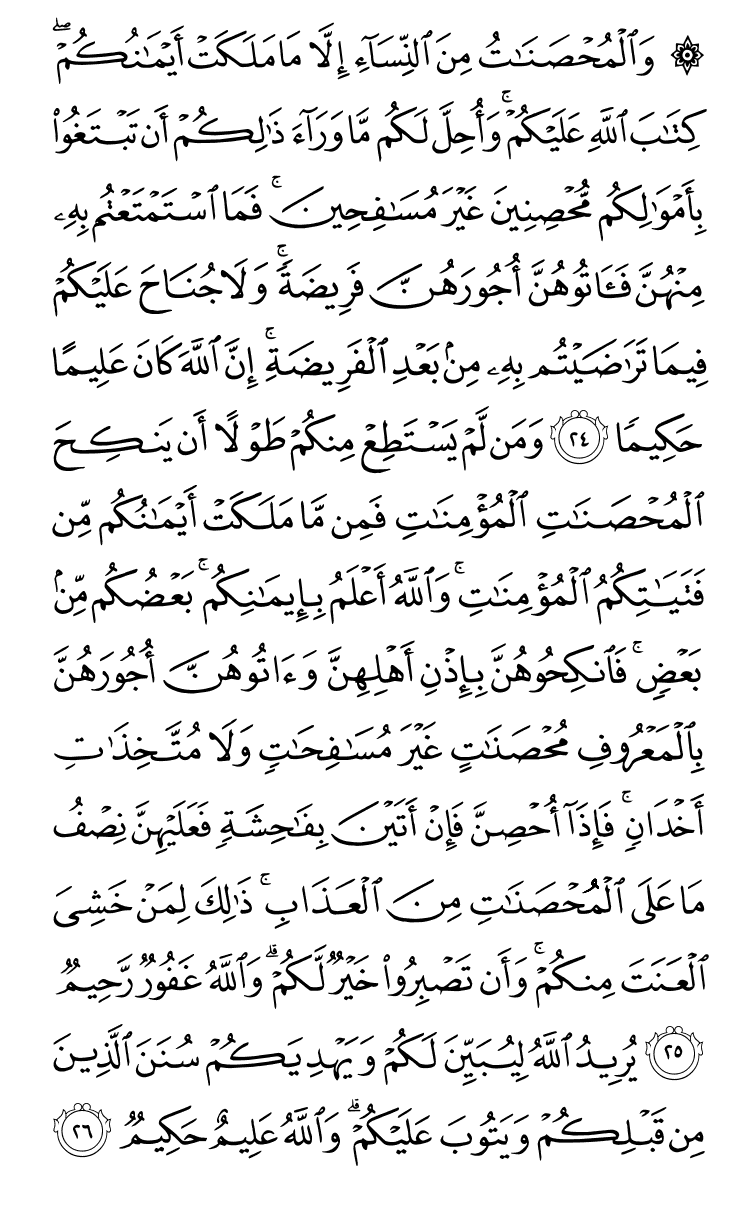 ۞ وَٱلْمُحْصَنَٰتُ مِنَ ٱلنِّسَآءِ إِلَّا مَا مَلَكَتْ أَيْمَٰنُكُمْ ۖ
كِتَٰبَ ٱللَّهِ عَلَيْكُمْ ۚ وَأُحِلَّ لَكُم مَّا وَرَآءَ ذَٰلِكُمْ أَن تَبْتَغُوا۟
بِأَمْوَٰلِكُم مُّحْصِنِينَ غَيْرَ مُسَٰفِحِينَ ۚ فَمَا ٱسْتَمْتَعْتُم بِهِۦ
مِنْهُنَّ فَـَٔاتُوهُنَّ أُجُورَهُنَّ فَرِيضَةً ۚ وَلَا جُنَاحَ عَلَيْكُمْ
فِيمَا تَرَٰضَيْتُم بِهِۦ مِنۢ بَعْدِ ٱلْفَرِيضَةِ ۚ إِنَّ ٱللَّهَ كَانَ عَلِيمًا
حَكِيمًا ٢٤ وَمَن لَّمْ يَسْتَطِعْ مِنكُمْ طَوْلًا أَن يَنكِحَ
ٱلْمُحْصَنَٰتِ ٱلْمُؤْمِنَٰتِ فَمِن مَّا مَلَكَتْ أَيْمَٰنُكُم مِّن
فَتَيَٰتِكُمُ ٱلْمُؤْمِنَٰتِ ۚ وَٱللَّهُ أَعْلَمُ بِإِيمَٰنِكُم ۚ بَعْضُكُم مِّنۢ
بَعْضٍ ۚ فَٱنكِحُوهُنَّ بِإِذْنِ أَهْلِهِنَّ وَءَاتُوهُنَّ أُجُورَهُنَّ
بِٱلْمَعْرُوفِ مُحْصَنَٰتٍ غَيْرَ مُسَٰفِحَٰتٍ وَلَا مُتَّخِذَٰتِ
أَخْدَانٍ ۚ فَإِذَآ أُحْصِنَّ فَإِنْ أَتَيْنَ بِفَٰحِشَةٍ فَعَلَيْهِنَّ نِصْفُ
مَا عَلَى ٱلْمُحْصَنَٰتِ مِنَ ٱلْعَذَابِ ۚ ذَٰلِكَ لِمَنْ خَشِىَ
ٱلْعَنَتَ مِنكُمْ ۚ وَأَن تَصْبِرُوا۟ خَيْرٌ لَّكُمْ ۗ وَٱللَّهُ غَفُورٌ رَّحِيمٌ
٢٥ يُرِيدُ ٱللَّهُ لِيُبَيِّنَ لَكُمْ وَيَهْدِيَكُمْ سُنَنَ ٱلَّذِينَ
مِن قَبْلِكُمْ وَيَتُوبَ عَلَيْكُمْ ۗ وَٱللَّهُ عَلِيمٌ حَكِيمٌ ٢٦